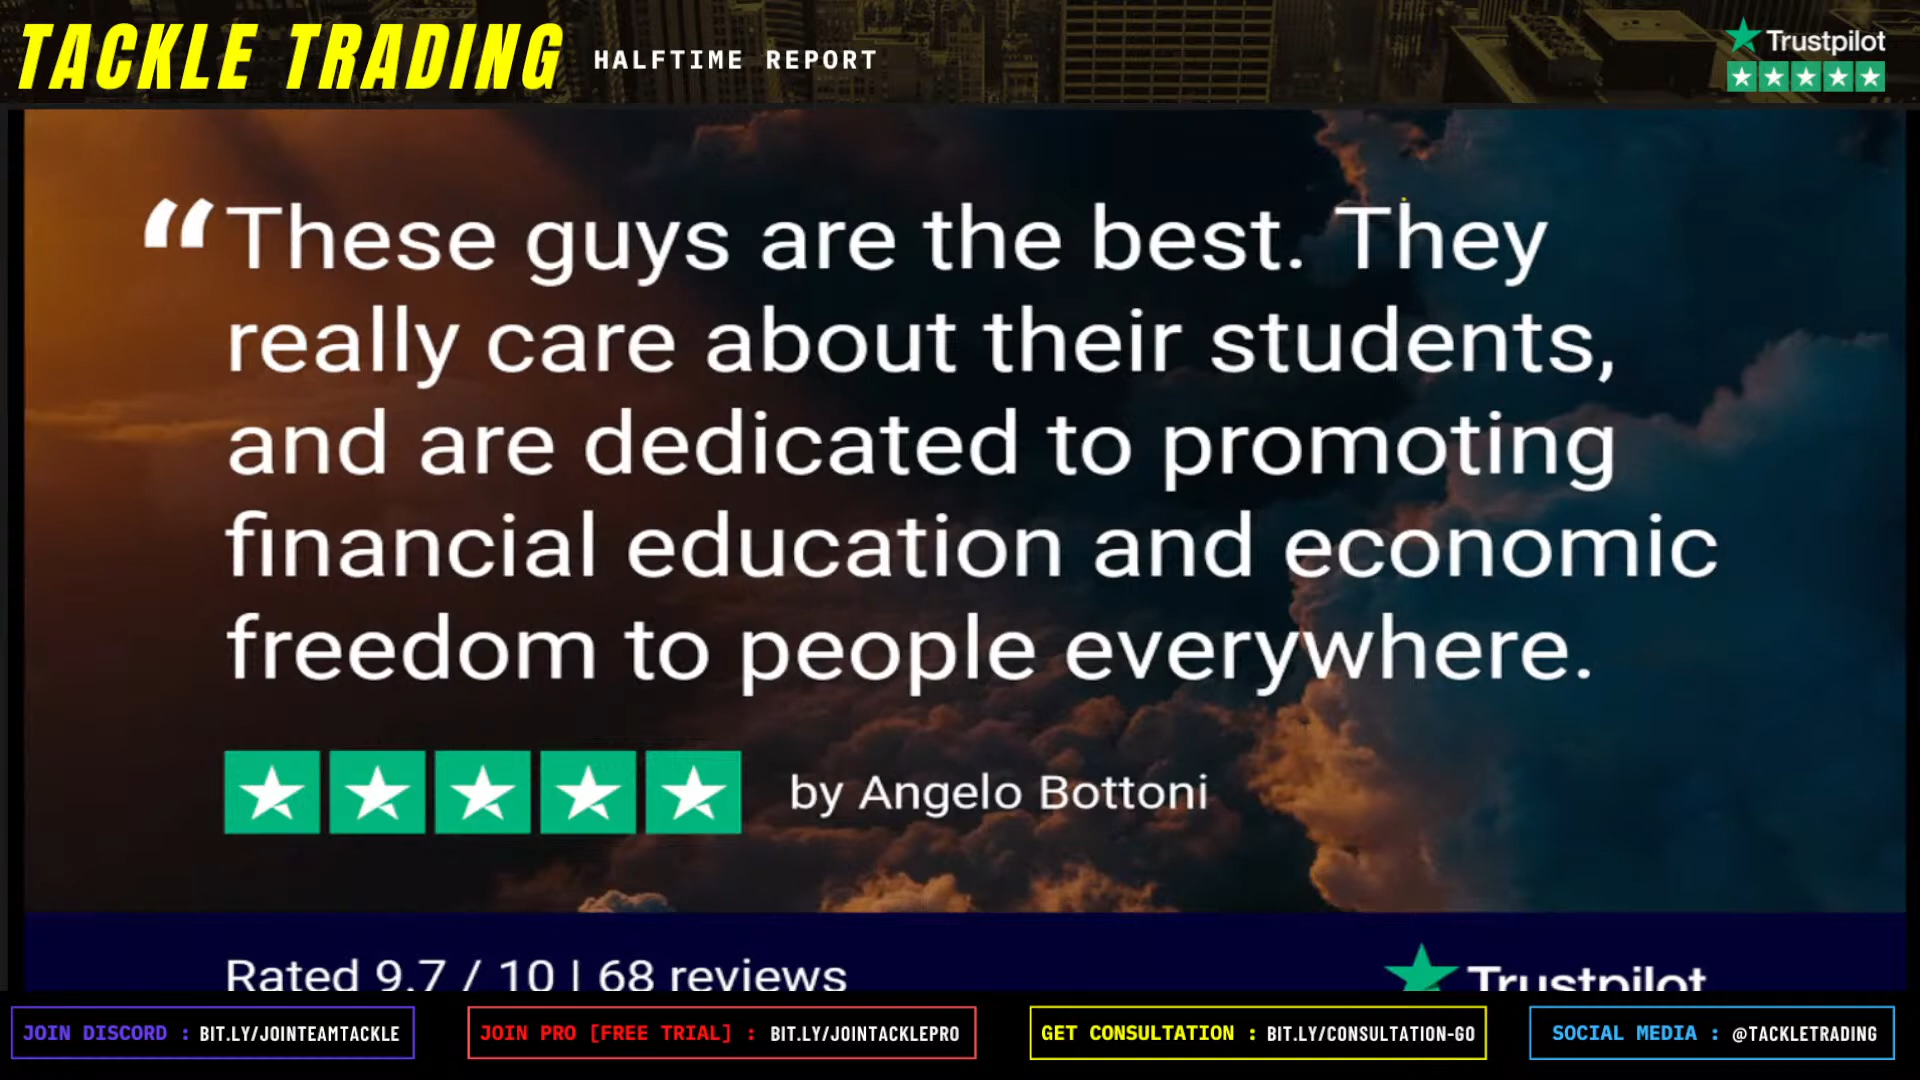 TACKLE TRADING HALFTIME REPORT
Trustpilot
“These guys are the best. They
really care about their students,
and are dedicated to promoting
financial education and economic
freedom to people everywhere.
by Angelo Bottoni
Rated 9.7 / 10 | 68 reviews
Trustpilot
JOIN DISCORD : BIT.LY/JOINTEAMTACKLE
JOIN PRO [FREE TRIAL] : BIT.LY/JOINTACKLEPRO
GET CONSULTATION : BIT.LY/CONSULTATION-GO
SOCIAL MEDIA : @TACKLETRADING